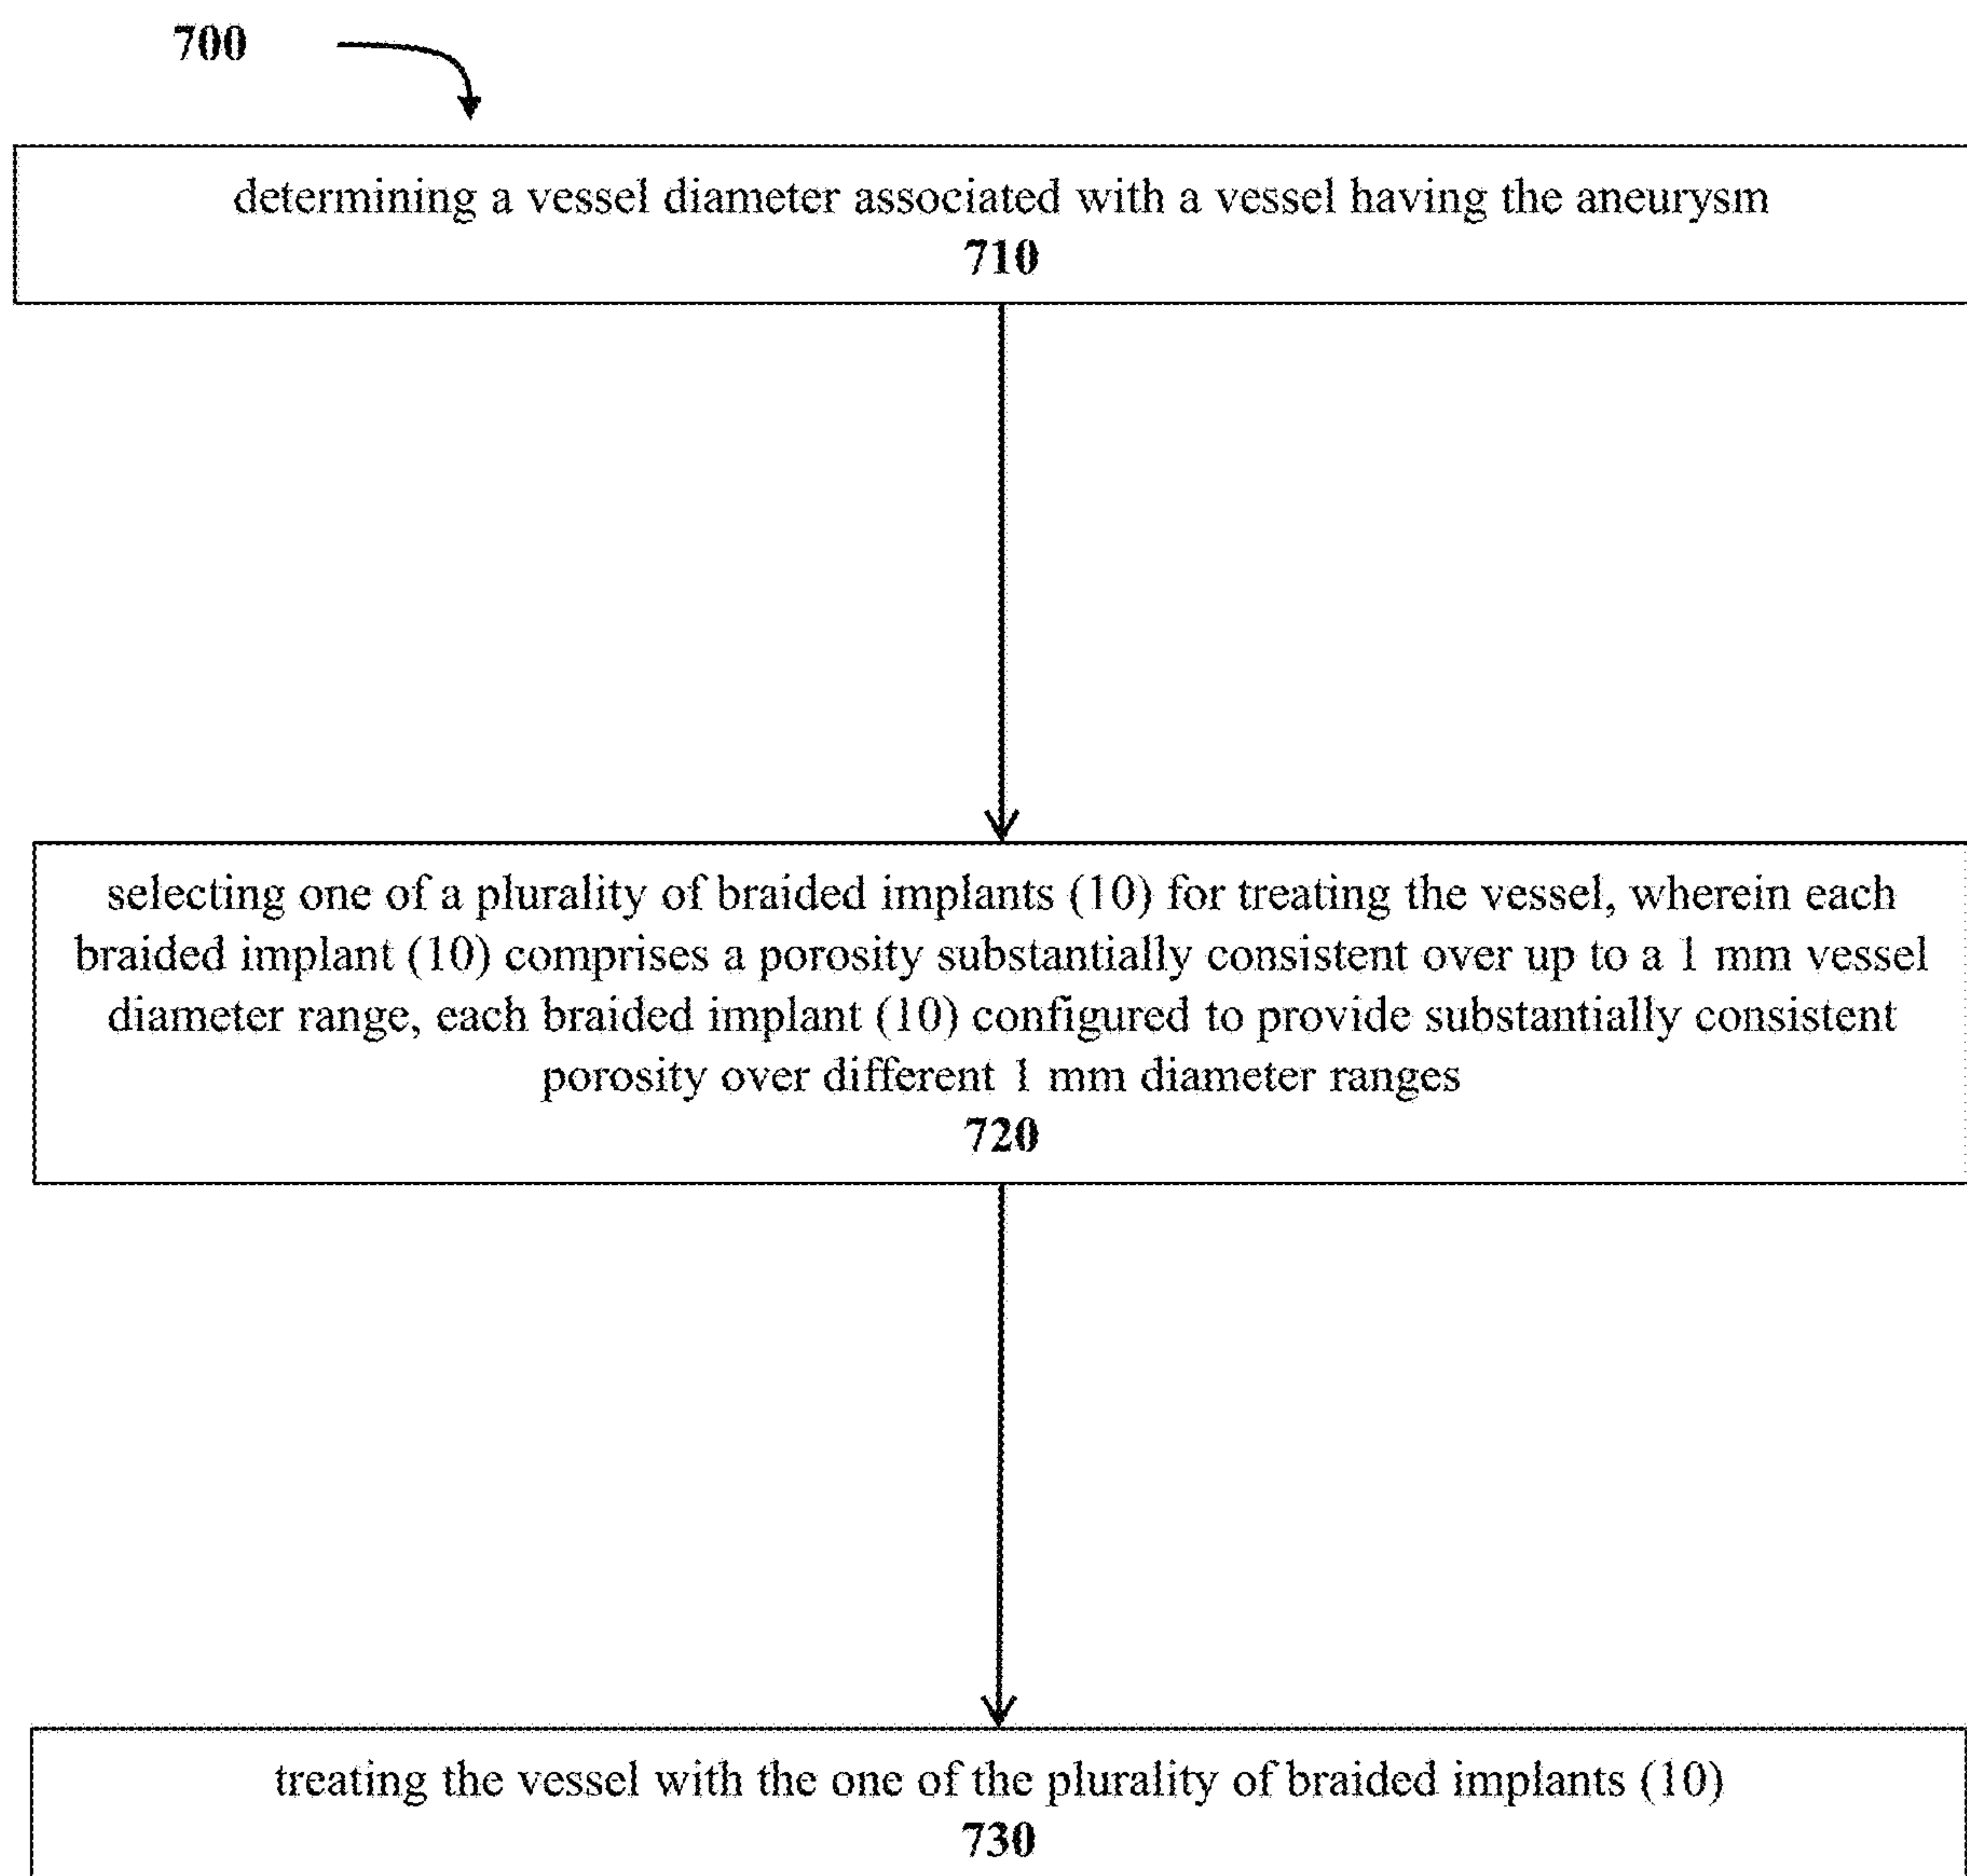 700
determining a vessel diameter associated with a vessel having the aneurysm
710
selecting one of a plurality of braided implants (10) for treating the vessel, wherein each
braided implant (10) comprises a porosity substantially consistent over up to a 1 mm vessel
diameter range, each braided implant (10) configured to provide substantially consistent
porosity over different 1 mm diameter ranges
720
treating the vessel with the one of the plurality of braided implants (10)
730